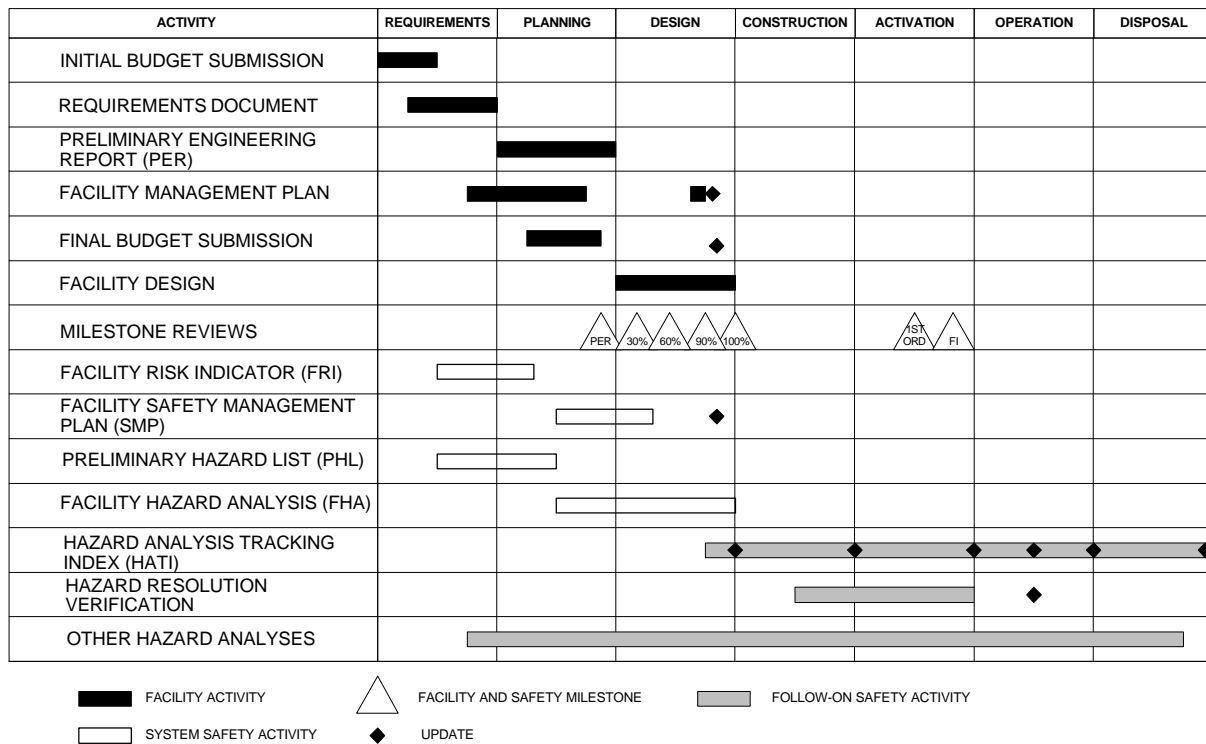 ACTIVITY REQUIREMENTS PLANNING DESIGN CONSTRUCTION ACTIVATION OPERATION DISPOSAL
INITIAL BUDGET SUBMISSION
REQUIREMENTS DOCUMENT
PRELIMINARY ENGINEERING
REPORT (PER)
FACILITY MANAGEMENT PLAN
FINAL BUDGET SUBMISSION
FACILITY DESIGN
MILESTONE REVIEWS
PER 30% 60% 90% 100%
1ST
ORD
FI
FACILITY RISK INDICATOR (FRI)
FACILITY SAFETY MANAGEMENT
PLAN (SMP)
PRELIMINARY HAZARD LIST (PHL)
FACILITY HAZARD ANALYSIS (FHA)
HAZARD ANALYSIS TRACKING
INDEX (HATI)
HAZARD RESOLUTION
VERIFICATION
OTHER HAZARD ANALYSES
FACILITY ACTIVITY FACILITY AND SAFETY MILESTONE FOLLOW-ON SAFETY ACTIVITY
SYSTEM SAFETY ACTIVITY UPDATE